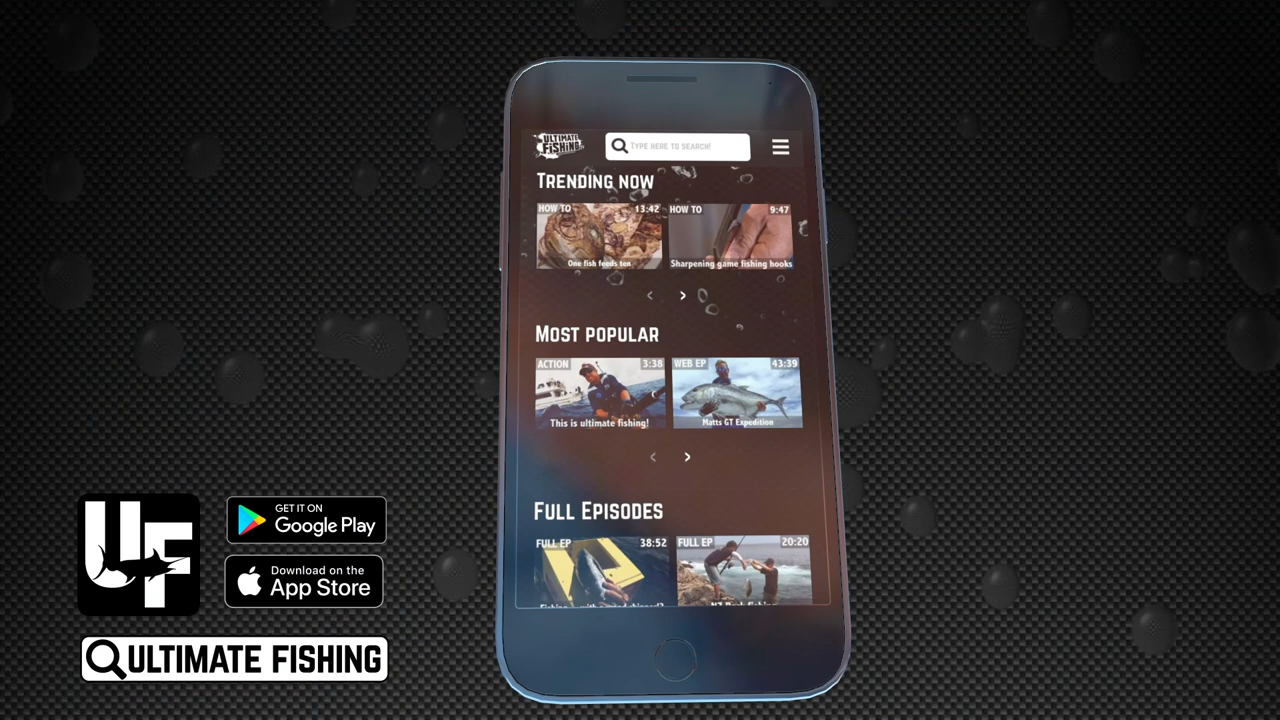 ULTIMATE
FISHING
TYPE HERE TO SEARCH!
TRENDING NOW
HOW TO 13:42
One fish feeds ten
HOW TO 9:47
Sharpening game fishing hooks
< >
MOST POPULAR
ACTION 3:38
This is ultimate fishing!
WEB EP 43:39
Matts GT Expedition
< >
FULL EPISODES
FULL EP 38:52
FULL EP 20:20
UF
GET IT ON
Google Play
Download on the
App Store
ULTIMATE FISHING